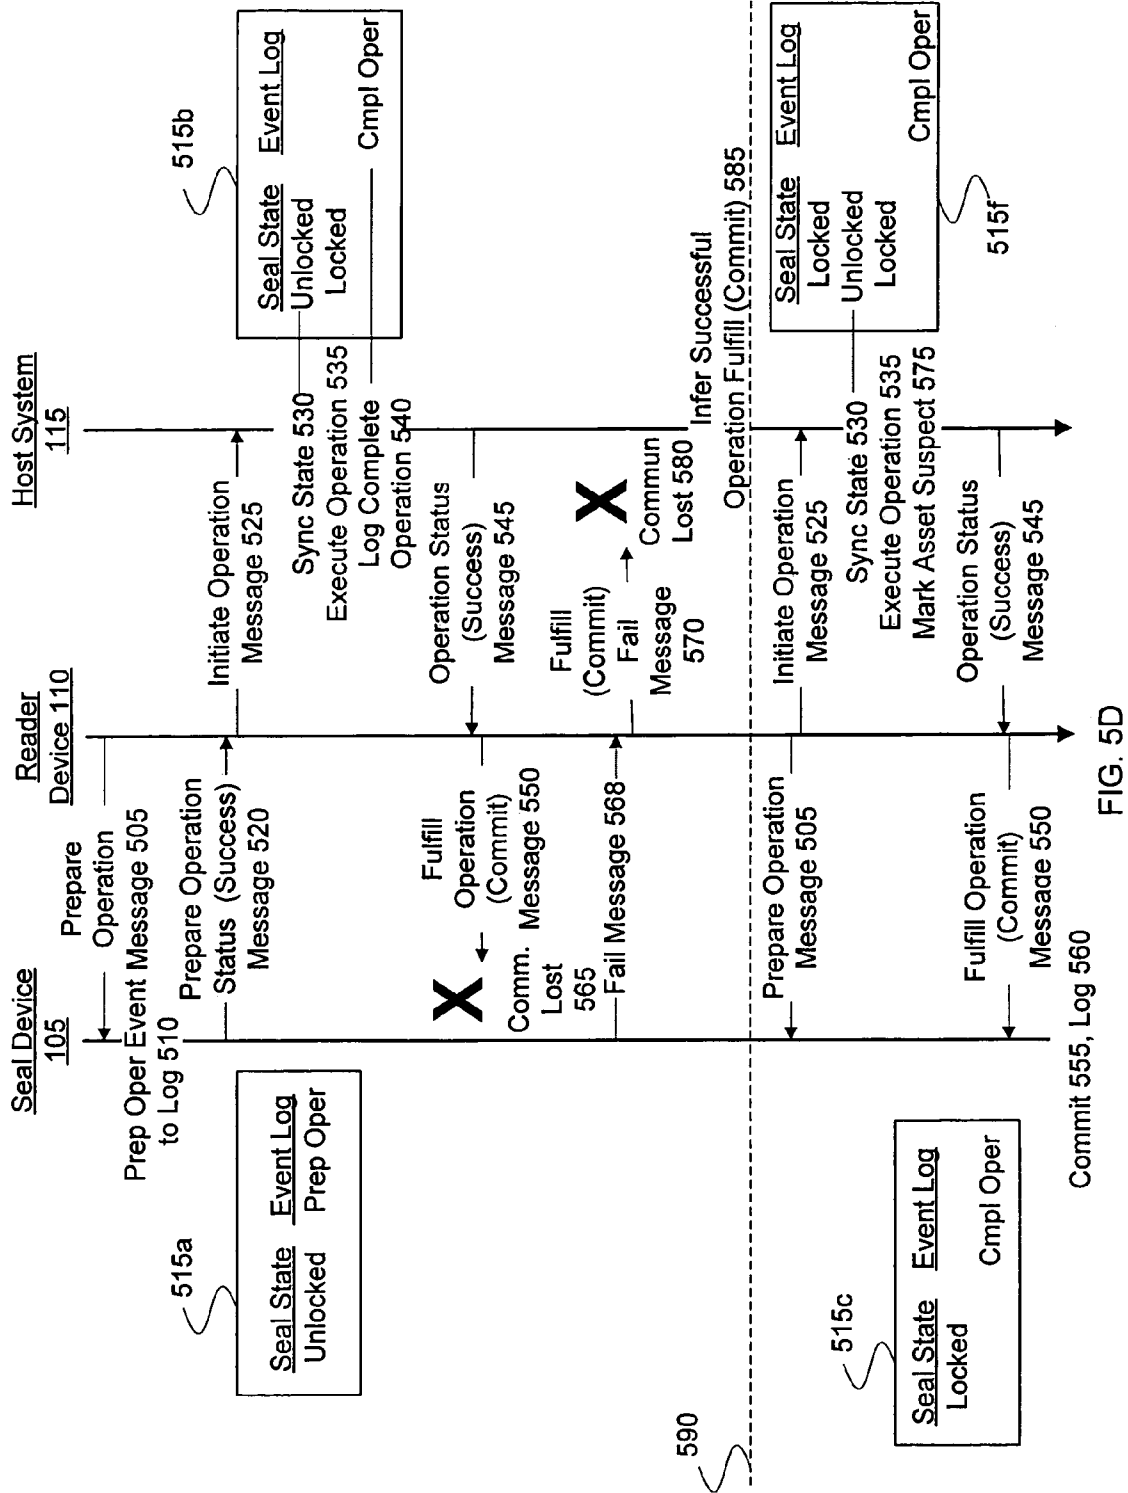 Seal Device
105
Reader
Device 110
Host System
115
Prepare
Operation
Message 505
Prep Oper Event
to Log 510
515a
Seal State Event Log
Unlocked Prep Oper
Prepare Operation
Status (Success)
Message 520
Initiate Operation
Message 525
515b
Seal State Event Log
Unlocked
Locked
Cmpl Oper
Sync State 530
Execute Operation 535
Log Complete
Operation 540
Operation Status
(Success)
Message 545
Fulfill
Operation
(Commit)
Message 550
X
Comm.
Lost
565
Fail Message 568
Fulfill
(Commit)
Fail
Message
570
X
Commun
Lost 580
Infer Successful
Operation Fulfill (Commit) 585
590
Prepare Operation
Message 505
Initiate Operation
Message 525
Sync State 530
Execute Operation 535
Mark Asset Suspect 575
Seal State Event Log
Locked
Unlocked
Locked
Cmpl Oper
515f
Operation Status
(Success)
Message 545
Fulfill Operation
(Commit)
Message 550
515c
Seal State Event Log
Locked
Cmpl Oper
Commit 555, Log 560
FIG. 5D